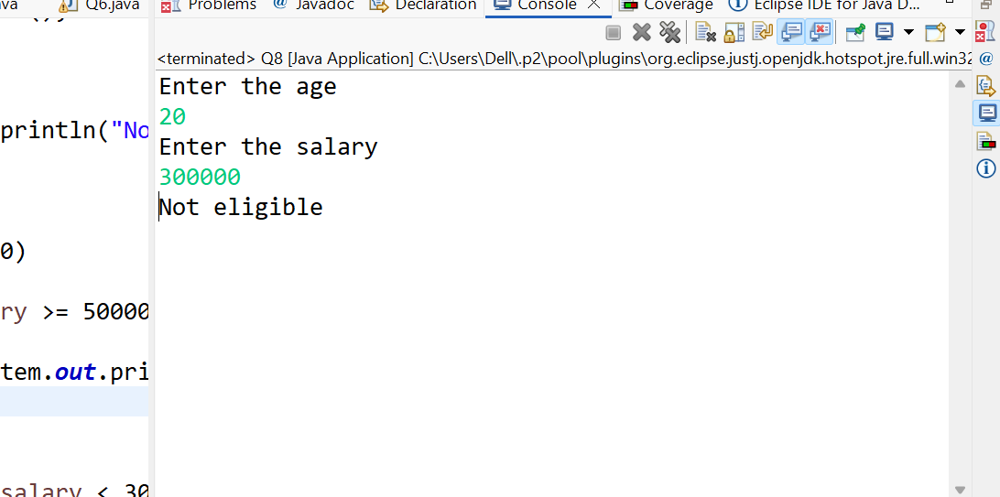 ava Q6.java Problems @ Javadoc Declaration Console Coverage Eclipse IDE for Java D...
<terminated> Q8 [Java Application] C:\Users\Dell\.p2\pool\plugins\org.eclipse.justj.openjdk.hotspot.jre.full.win32
Enter the age
20
Enter the salary
300000
Not eligible
println("No
0)
ry >= 50000
tem.out.pri
salary < 30